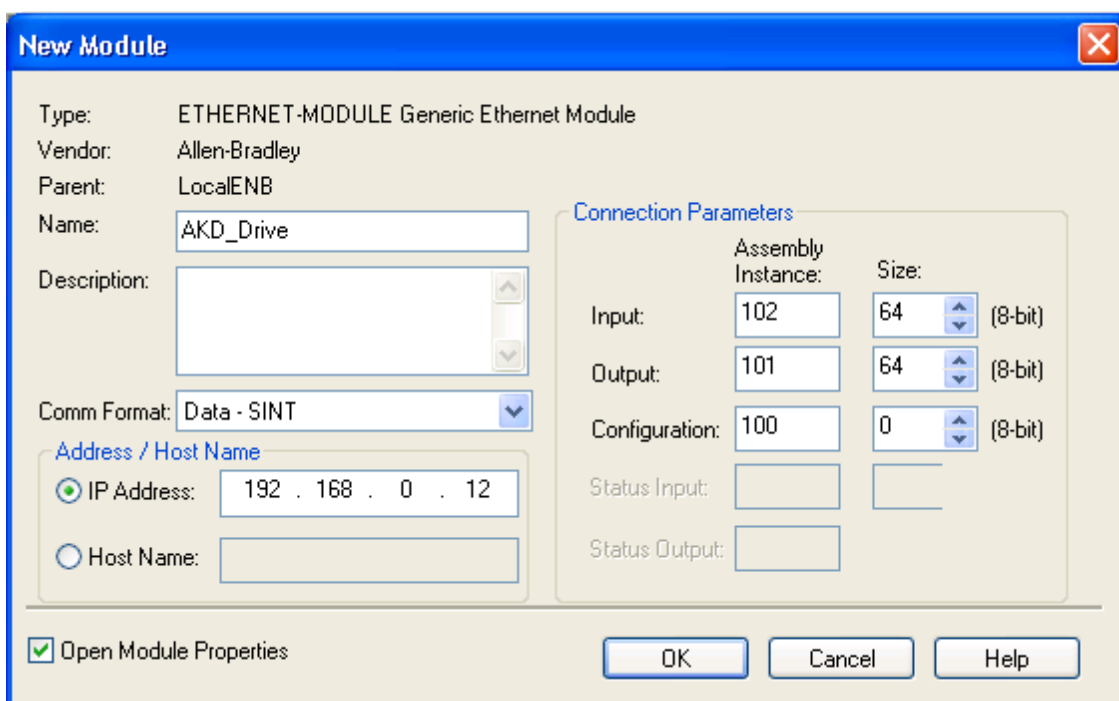 New Module
Type: ETHERNET-MODULE Generic Ethernet Module
Vendor: Allen-Bradley
Parent: LocalENB
Name: AKD_Drive
Description:
Comm Format: Data - SINT
Address / Host Name
IP Address: 192 . 168 . 0 . 12
Host Name:
Connection Parameters
Assembly
Instance: Size:
Input: 102 64 (8-bit)
Output: 101 64 (8-bit)
Configuration: 100 0 (8-bit)
Status Input:
Status Output:
Open Module Properties
OK Cancel Help